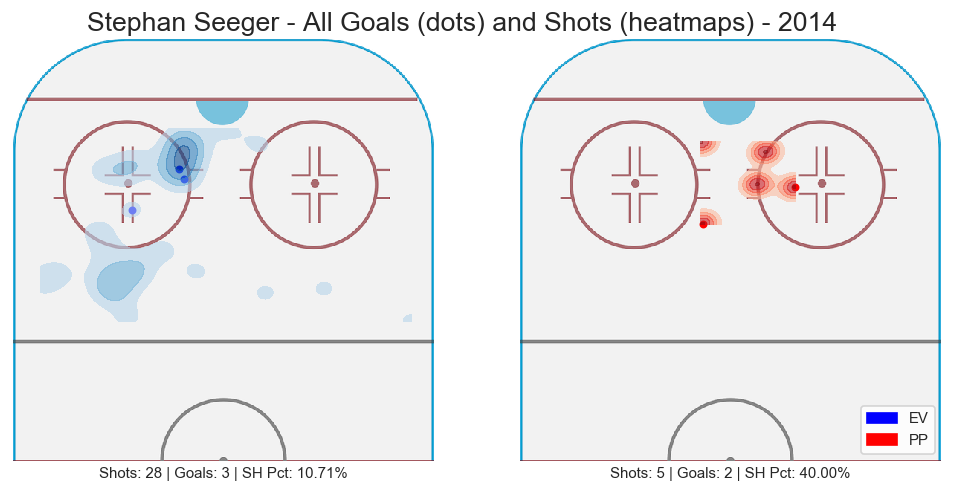 Stephan Seeger - All Goals (dots) and Shots (heatmaps) - 2014
EV
PP
Shots: 28 | Goals: 3 | SH Pct: 10.71%
Shots: 5 | Goals: 2 | SH Pct: 40.00%